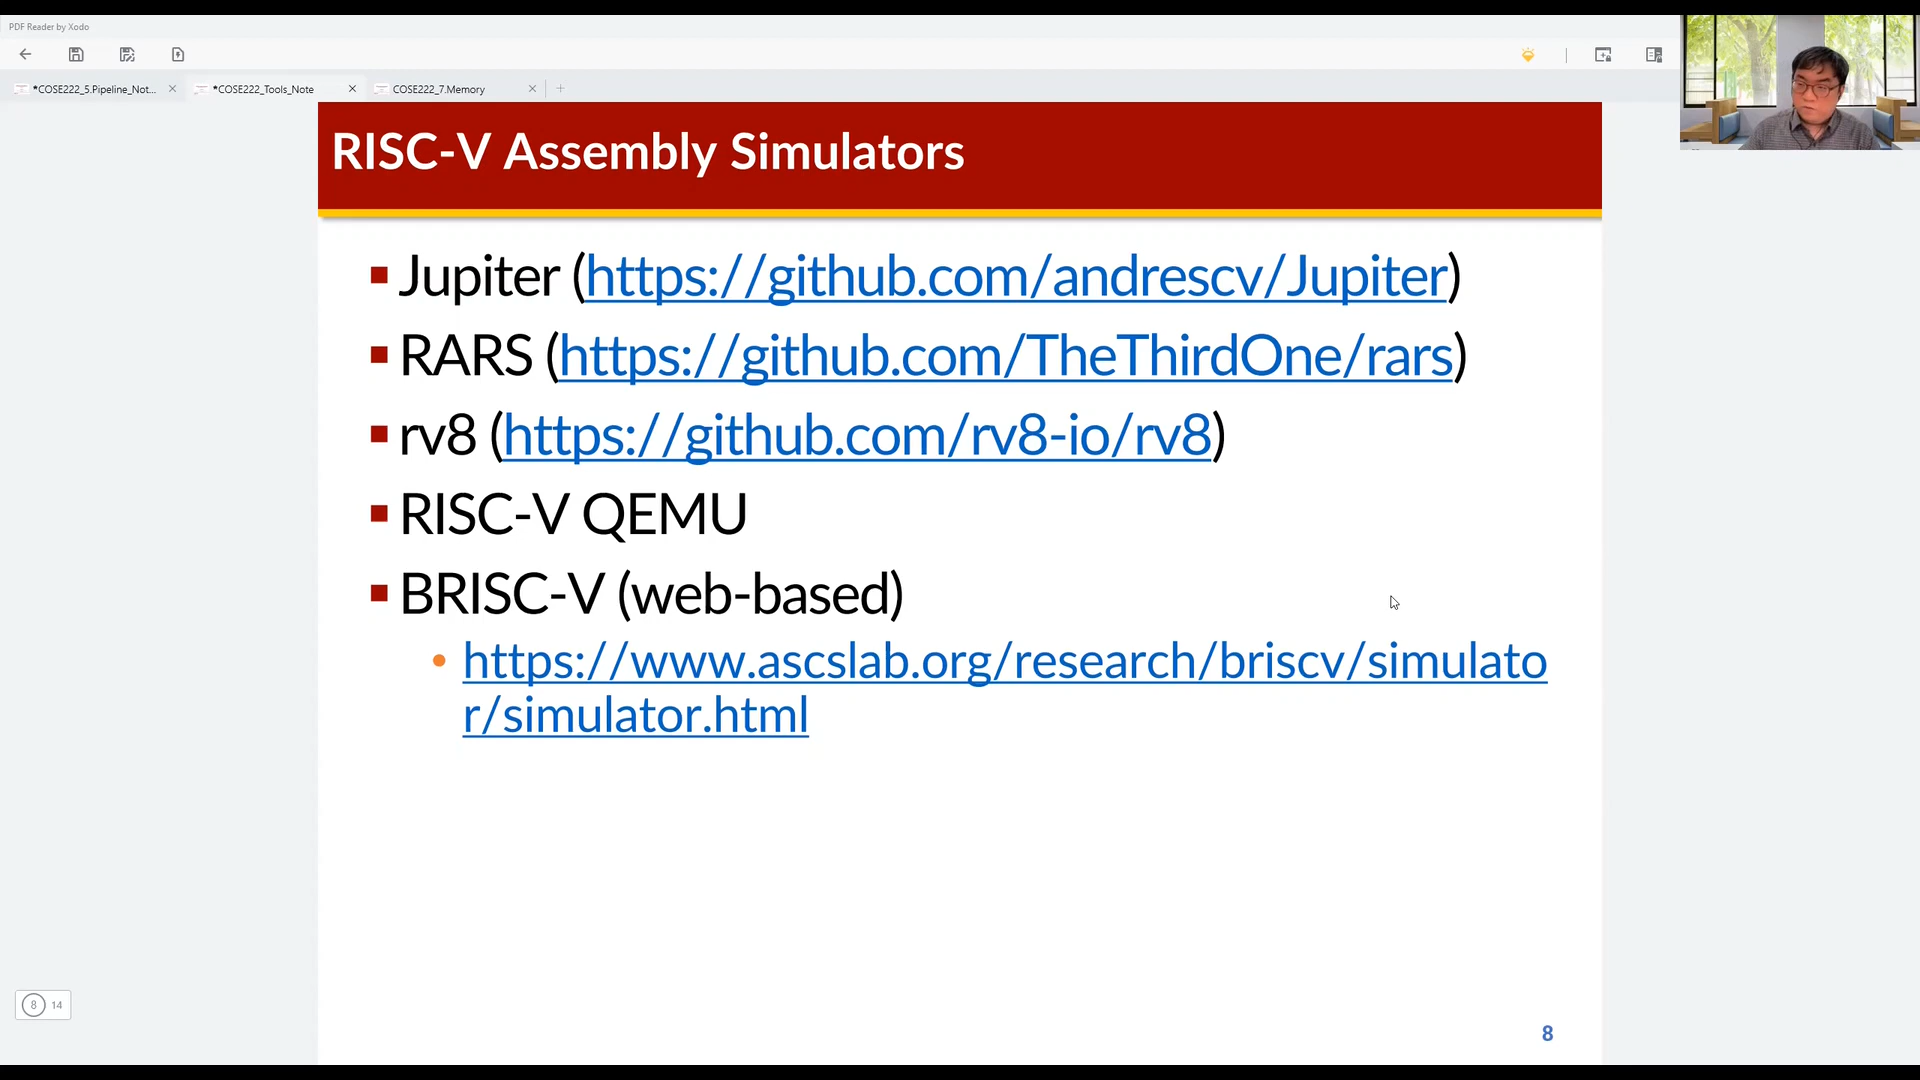 PDF Reader by Xodo
*COSE222_5.Pipeline_Not...
*COSE222_Tools_Note
COSE222_7.Memory
RISC-V Assembly Simulators
Jupiter (https://github.com/andrescv/Jupiter)
RARS (https://github.com/TheThirdOne/rars)
rv8 (https://github.com/rv8-io/rv8)
RISC-V QEMU
BRISC-V (web-based)
https://www.ascslab.org/research/briscv/simulato
r/simulator.html
8 14
8